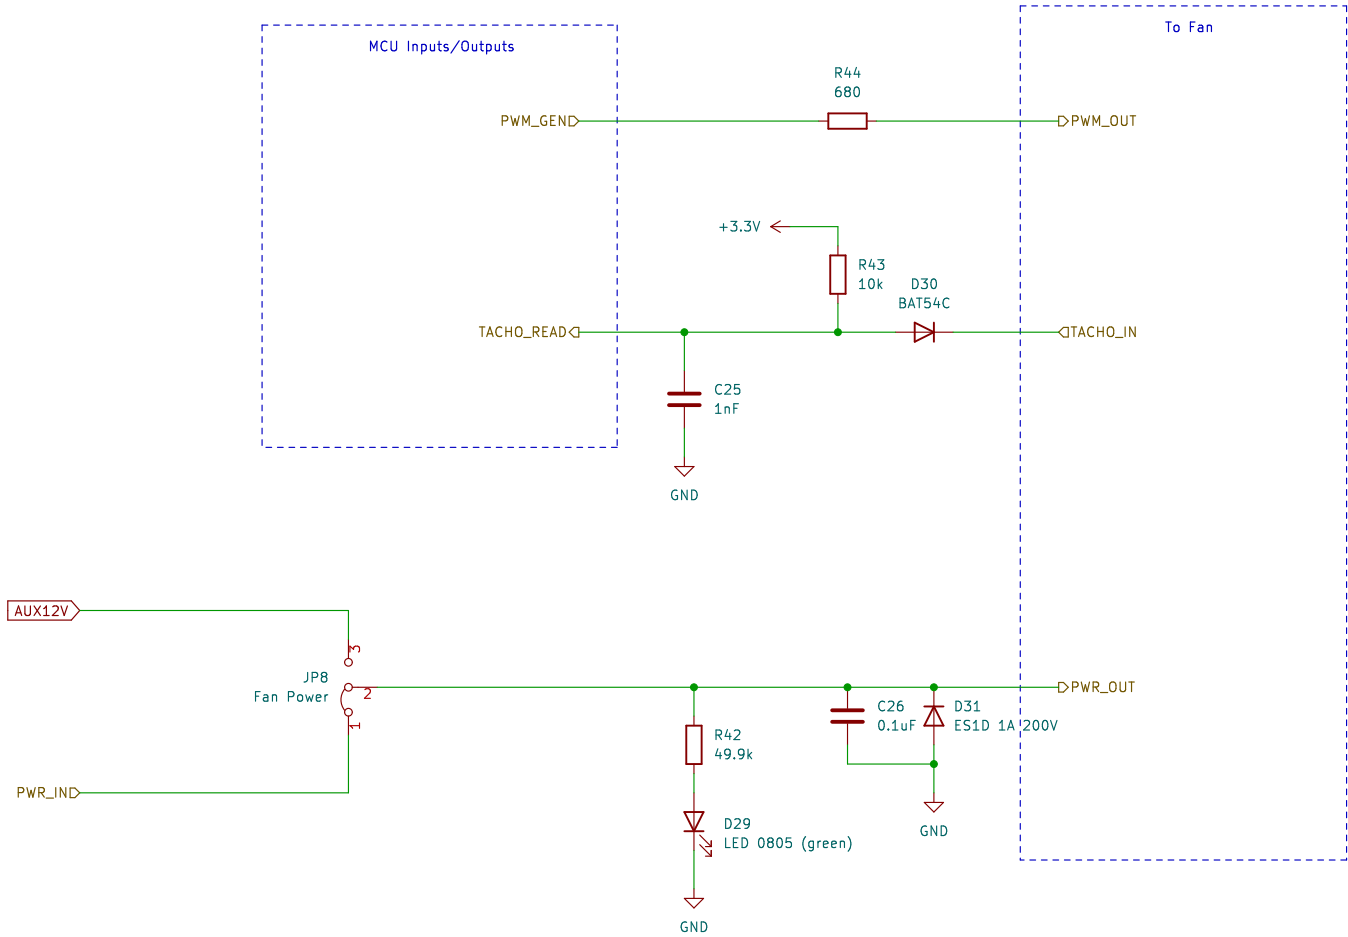 To Fan
MCU Inputs/Outputs
R44
680
PWM_GEN
PWM_OUT
+3.3V
R43
10k
D30
BAT54C
TACHO_READ
TACHO_IN
C25
1nF
GND
AUX12V
3
JP8
Fan Power
2
1
PWR_OUT
C26
0.1uF
D31
ES1D 1A 200V
R42
49.9k
PWR_IN
D29
LED 0805 (green)
GND
GND